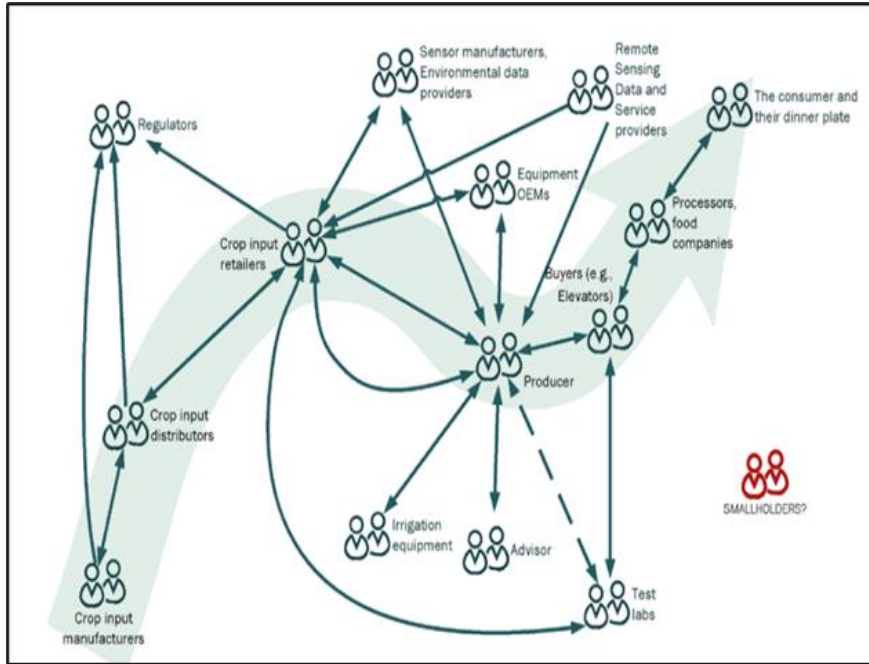 Sensor manufacturers,
Environmental data
providers
Remote
Sensing
Data and
Service
providers
The consumer and
their dinner plate
Regulators
Equipment
OEMs
Processors,
food
companies
Crop input
retailers
Buyers (e.g.,
Elevators)
Producer
Crop input
distributors
SMALLHOLDERS?
Irrigation
equipment
Advisor
Test
labs
Crop input
manufacturers